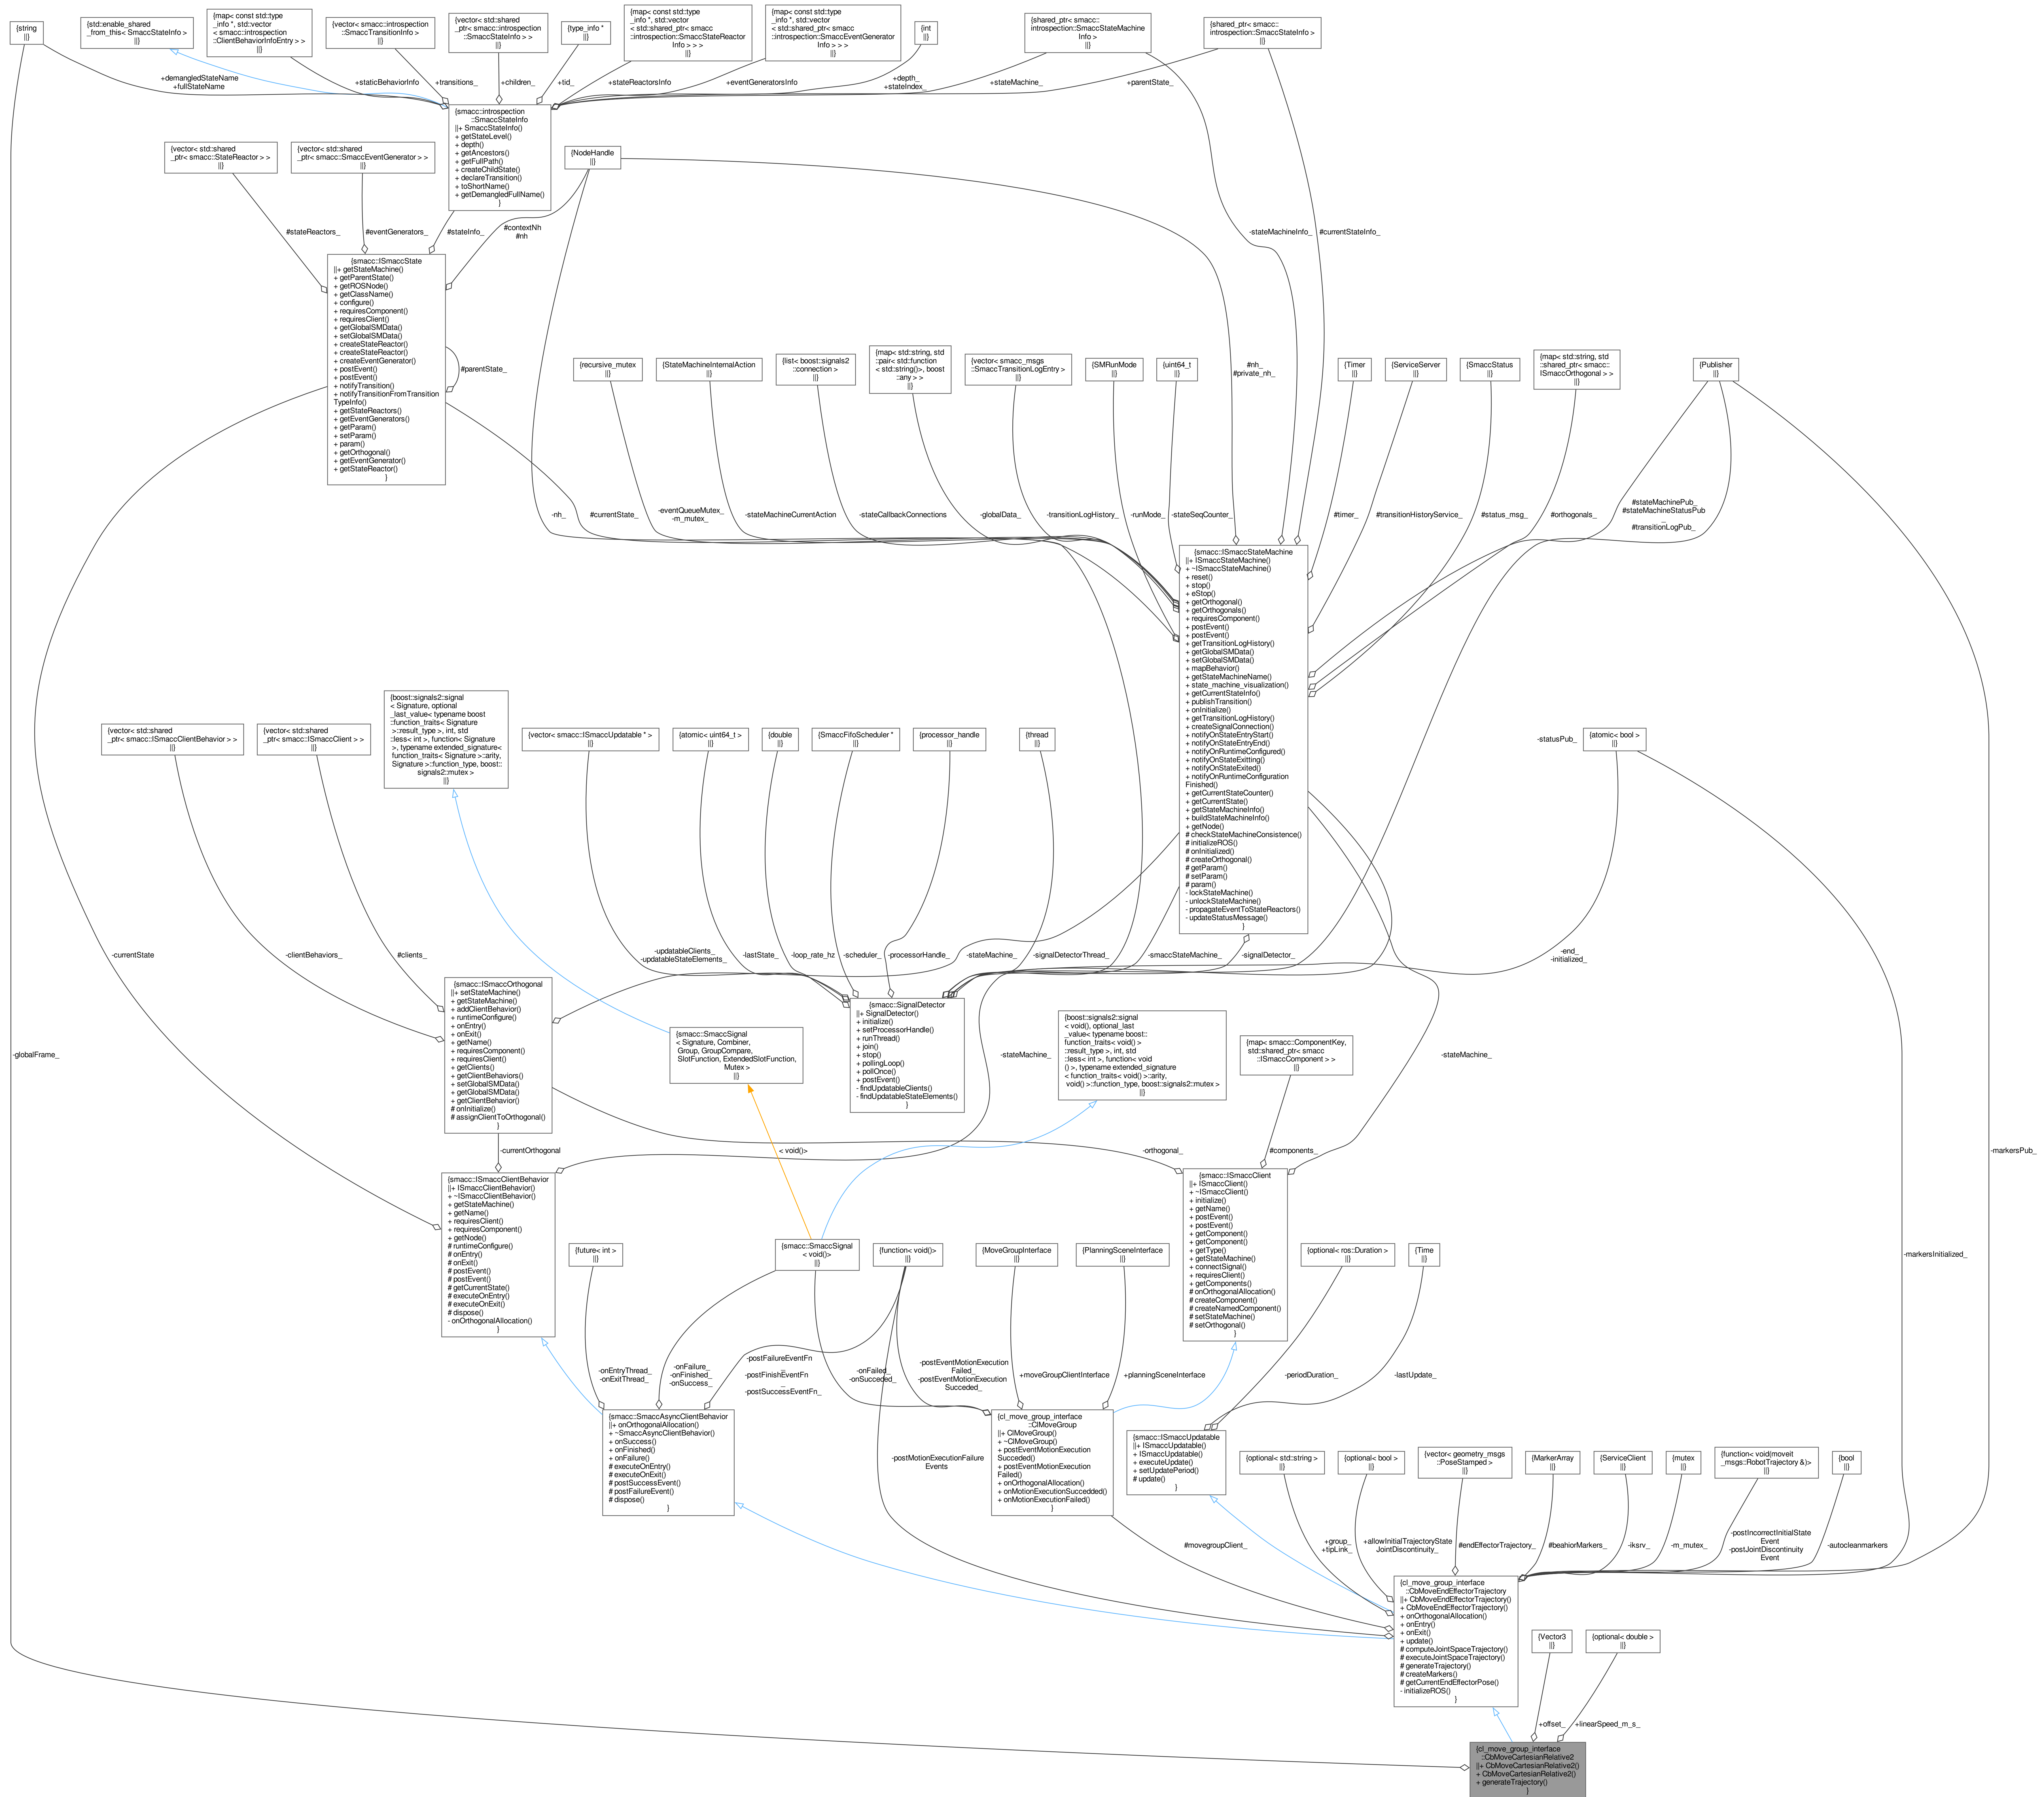 {string
||}
{std::enable_shared
_from_this< SmaccStateInfo >
||}
{map< const std::type
_info *, std::vector
< smacc::introspection
::ClientBehaviorInfoEntry > >
||}
{vector< smacc::introspection
::SmaccTransitionInfo >
||}
{vector< std::shared
_ptr< smacc::introspection
::SmaccStateInfo > >
||}
{type_info *
||}
{map< const std::type
_info *, std::vector
< std::shared_ptr< smacc
::introspection::SmaccStateReactor
Info > > >
||}
{map< const std::type
_info *, std::vector
< std::shared_ptr< smacc
::introspection::SmaccEventGenerator
Info > > >
||}
{int
||}
{shared_ptr< smacc::
introspection::SmaccStateMachine
Info >
||}
{shared_ptr< smacc::
introspection::SmaccStateInfo >
||}
+demangledStateName
+fullStateName
+staticBehaviorInfo
+transitions_
+children_
+tid_
+stateReactorsInfo
+eventGeneratorsInfo
+depth_
+stateIndex_
+stateMachine_
+parentState_
{smacc::introspection
::SmaccStateInfo
||+ SmaccStateInfo()
+ getStateLevel()
+ depth()
+ getAncestors()
+ getFullPath()
+ createChildState()
+ declareTransition()
+ toShortName()
+ getDemangledFullName()
}
{vector< std::shared
_ptr< smacc::StateReactor > >
||}
{vector< std::shared
_ptr< smacc::SmaccEventGenerator > >
||}
{NodeHandle
||}
#stateReactors_
#eventGenerators_
#stateInfo_
#contextNh
#nh
-stateMachineInfo_
#currentStateInfo_
{smacc::ISmaccState
||+ getStateMachine()
+ getParentState()
+ getROSNode()
+ getClassName()
+ configure()
+ requiresComponent()
+ requiresClient()
+ getGlobalSMData()
+ setGlobalSMData()
+ createStateReactor()
+ createStateReactor()
+ createEventGenerator()
+ postEvent()
+ postEvent()
+ notifyTransition()
+ notifyTransitionFromTransition
TypeInfo()
+ getStateReactors()
+ getEventGenerators()
+ getParam()
+ setParam()
+ param()
+ getOrthogonal()
+ getEventGenerator()
+ getStateReactor()
}
#parentState_
{recursive_mutex
||}
{StateMachineInternalAction
||}
{list< boost::signals2
::connection >
||}
{map< std::string, std
::pair< std::function
< std::string()>, boost
::any > >
||}
{vector< smacc_msgs
::SmaccTransitionLogEntry >
||}
{SMRunMode
||}
{uint64_t
||}
#nh_
#private_nh_
{Timer
||}
{ServiceServer
||}
{SmaccStatus
||}
{map< std::string, std
::shared_ptr< smacc::
ISmaccOrthogonal > >
||}
{Publisher
||}
-nh_
#currentState_
-eventQueueMutex_
-m_mutex_
-stateMachineCurrentAction
-stateCallbackConnections
-globalData_
-transitionLogHistory_
-runMode_
-stateSeqCounter_
#timer_
#transitionHistoryService_
#status_msg_
#orthogonals_
#stateMachinePub_
#stateMachineStatusPub
_
#transitionLogPub_
{smacc::ISmaccStateMachine
||+ ISmaccStateMachine()
+ ~ISmaccStateMachine()
+ reset()
+ stop()
+ eStop()
+ getOrthogonal()
+ getOrthogonals()
+ requiresComponent()
+ postEvent()
+ postEvent()
+ getTransitionLogHistory()
+ getGlobalSMData()
+ setGlobalSMData()
+ mapBehavior()
+ getStateMachineName()
+ state_machine_visualization()
+ getCurrentStateInfo()
+ publishTransition()
+ onInitialize()
+ getTransitionLogHistory()
+ createSignalConnection()
+ notifyOnStateEntryStart()
+ notifyOnStateEntryEnd()
+ notifyOnRuntimeConfigured()
+ notifyOnStateExitting()
+ notifyOnStateExited()
+ notifyOnRuntimeConfiguration
Finished()
+ getCurrentStateCounter()
+ getCurrentState()
+ getStateMachineInfo()
+ buildStateMachineInfo()
+ getNode()
# checkStateMachineConsistence()
# initializeROS()
# onInitialized()
# createOrthogonal()
# getParam()
# setParam()
# param()
- lockStateMachine()
- unlockStateMachine()
- propagateEventToStateReactors()
- updateStatusMessage()
}
{vector< std::shared
_ptr< smacc::ISmaccClientBehavior > >
||}
{vector< std::shared
_ptr< smacc::ISmaccClient > >
||}
{boost::signals2::signal
< Signature, optional
_last_value< typename boost
::function_traits< Signature
>::result_type >, int, std
::less< int >, function< Signature
>, typename extended_signature<
function_traits< Signature >::arity,
Signature >::function_type, boost::
signals2::mutex >
||}
{vector< smacc::ISmaccUpdatable * >
||}
{atomic< uint64_t >
||}
{double
||}
{SmaccFifoScheduler *
||}
{processor_handle
||}
{thread
||}
-statusPub_
{atomic< bool >
||}
-currentState
-clientBehaviors_
#clients_
-updatableClients_
-updatableStateElements_
-lastState_
-loop_rate_hz
-scheduler_
-processorHandle_
-stateMachine_
-signalDetectorThread_
-smaccStateMachine_
-signalDetector_
-end_
-initialized_
{smacc::ISmaccOrthogonal
||+ setStateMachine()
+ getStateMachine()
+ addClientBehavior()
+ runtimeConfigure()
+ onEntry()
+ onExit()
+ getName()
+ requiresComponent()
+ requiresClient()
+ getClients()
+ getClientBehaviors()
+ setGlobalSMData()
+ getGlobalSMData()
+ getClientBehavior()
# onInitialize()
# assignClientToOrthogonal()
}
{smacc::SmaccSignal
< Signature, Combiner,
Group, GroupCompare,
SlotFunction, ExtendedSlotFunction,
Mutex >
||}
{smacc::SignalDetector
||+ SignalDetector()
+ initialize()
+ setProcessorHandle()
+ runThread()
+ join()
+ stop()
+ pollingLoop()
+ pollOnce()
+ postEvent()
- findUpdatableClients()
- findUpdatableStateElements()
}
-stateMachine_
{boost::signals2::signal
< void(), optional_last
_value< typename boost::
function_traits< void() >
::result_type >, int, std
::less< int >, function< void
() >, typename extended_signature
< function_traits< void() >::arity,
void() >::function_type, boost::signals2::mutex >
||}
{map< smacc::ComponentKey,
std::shared_ptr< smacc
::ISmaccComponent > >
||}
-stateMachine_
-globalFrame_
-currentOrthogonal
< void()>
-orthogonal_
#components_
-markersPub_
{smacc::ISmaccClientBehavior
||+ ISmaccClientBehavior()
+ ~ISmaccClientBehavior()
+ getStateMachine()
+ getName()
+ requiresClient()
+ requiresComponent()
+ getNode()
# runtimeConfigure()
# onEntry()
# onExit()
# postEvent()
# postEvent()
# getCurrentState()
# executeOnEntry()
# executeOnExit()
# dispose()
- onOrthogonalAllocation()
}
{smacc::ISmaccClient
||+ ISmaccClient()
+ ~ISmaccClient()
+ initialize()
+ getName()
+ postEvent()
+ postEvent()
+ getComponent()
+ getComponent()
+ getType()
+ getStateMachine()
+ connectSignal()
+ requiresClient()
+ getComponents()
# onOrthogonalAllocation()
# createComponent()
# createNamedComponent()
# setStateMachine()
# setOrthogonal()
}
{future< int >
||}
{smacc::SmaccSignal
< void()>
||}
{function< void()>
||}
{MoveGroupInterface
||}
{PlanningSceneInterface
||}
{optional< ros::Duration >
||}
{Time
||}
-markersInitialized_
-onEntryThread_
-onExitThread_
-onFailure_
-onFinished_
-onSuccess_
-postFailureEventFn
_
-postFinishEventFn
_
-postSuccessEventFn_
-onFailed_
-onSucceded_
-postEventMotionExecution
Failed_
-postEventMotionExecution
Succeded_
+moveGroupClientInterface
+planningSceneInterface
-periodDuration_
-lastUpdate_
{smacc::SmaccAsyncClientBehavior
||+ onOrthogonalAllocation()
+ ~SmaccAsyncClientBehavior()
+ onSuccess()
+ onFinished()
+ onFailure()
# executeOnEntry()
# executeOnExit()
# postSuccessEvent()
# postFailureEvent()
# dispose()
}
-postMotionExecutionFailure
Events
{cl_move_group_interface
::ClMoveGroup
||+ ClMoveGroup()
+ ~ClMoveGroup()
+ postEventMotionExecution
Succeded()
+ postEventMotionExecution
Failed()
+ onOrthogonalAllocation()
+ onMotionExecutionSuccedded()
+ onMotionExecutionFailed()
}
{smacc::ISmaccUpdatable
||+ ISmaccUpdatable()
+ ISmaccUpdatable()
+ executeUpdate()
+ setUpdatePeriod()
# update()
}
{optional< std::string >
||}
{optional< bool >
||}
{vector< geometry_msgs
::PoseStamped >
||}
{MarkerArray
||}
{ServiceClient
||}
{mutex
||}
{function< void(moveit
_msgs::RobotTrajectory &)>
||}
{bool
||}
#movegroupClient_
+group_
+tipLink_
+allowInitialTrajectoryState
JointDiscontinuity_
#endEffectorTrajectory_
#beahiorMarkers_
-iksrv_
-m_mutex_
-postIncorrectInitialState
Event
-postJointDiscontinuity
Event
-autocleanmarkers
{cl_move_group_interface
::CbMoveEndEffectorTrajectory
||+ CbMoveEndEffectorTrajectory()
+ CbMoveEndEffectorTrajectory()
+ onOrthogonalAllocation()
+ onEntry()
+ onExit()
+ update()
# computeJointSpaceTrajectory()
# executeJointSpaceTrajectory()
# generateTrajectory()
# createMarkers()
# getCurrentEndEffectorPose()
- initializeROS()
}
{Vector3
||}
{optional< double >
||}
+offset_
+linearSpeed_m_s_
{cl_move_group_interface
::CbMoveCartesianRelative2
||+ CbMoveCartesianRelative2()
+ CbMoveCartesianRelative2()
+ generateTrajectory()
}